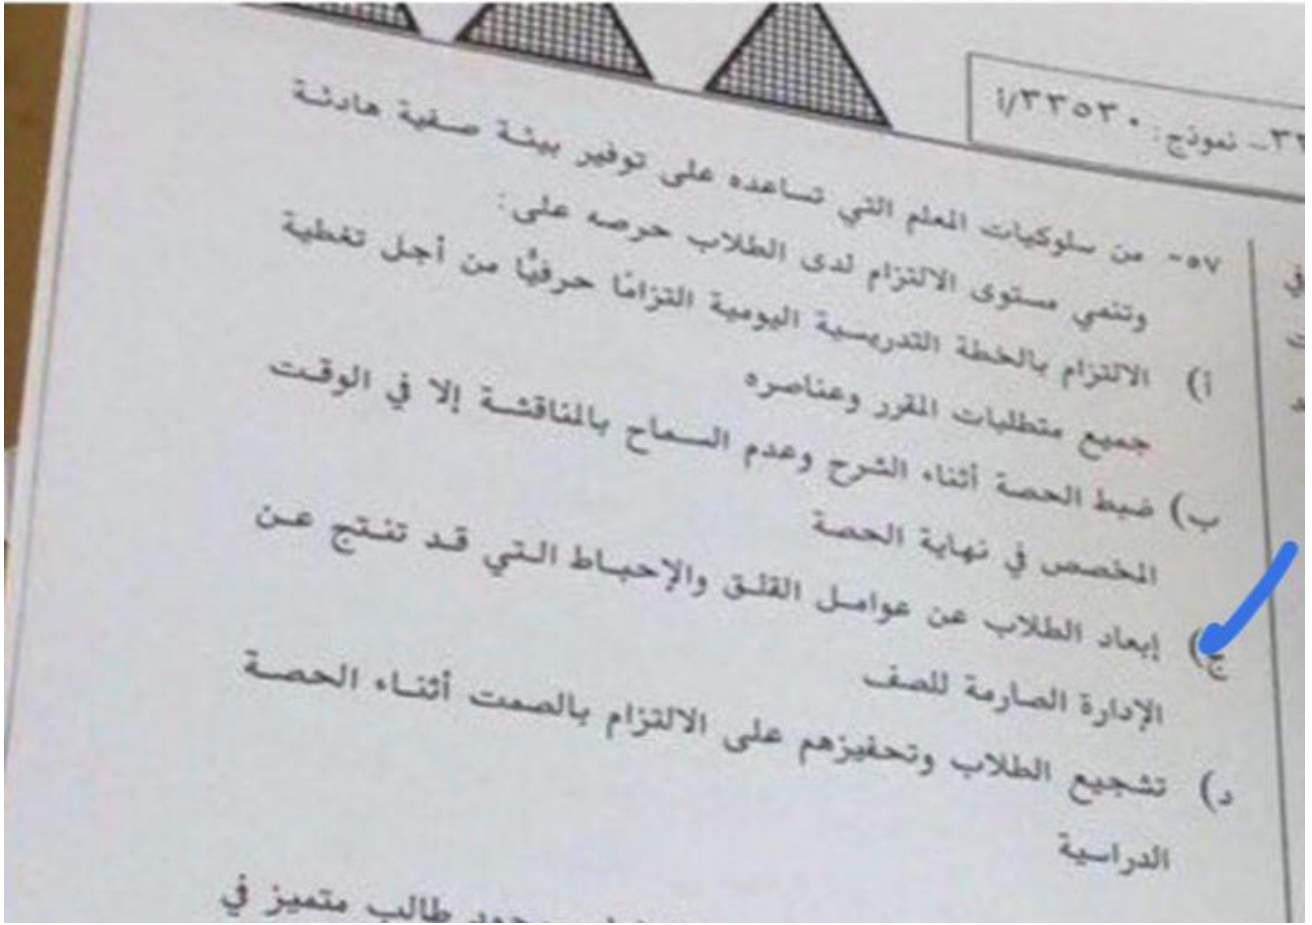 نموذج: ٣٣٥٣٠/أ
٥٧- من سلوكيات المعلم التي تساعده على توفير بيئة صفية هادئة
وتنمي مستوى الالتزام لدى الطلاب حرصه على:
أ) الالتزام بالخطة التدريسية اليومية التزامًا حرفيًّا من أجل تغطية
جميع متطلبات المقرر وعناصره
ب) ضبط الحصة أثناء الشرح وعدم السماح بالمناقشة إلا في الوقت
المخصص في نهاية الحصة
ج) إبعاد الطلاب عن عوامل القلق والإحباط التي قد تنتج عن
الإدارة الصارمة للصف
د) تشجيع الطلاب وتحفيزهم على الالتزام بالصمت أثناء الحصة
الدراسية
طالب متميز في